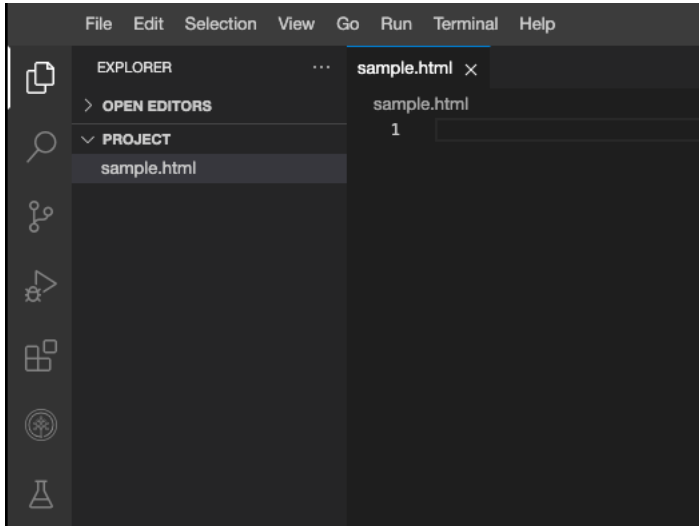 File Edit Selection View Go Run Terminal Help
EXPLORER ···
OPEN EDITORS
PROJECT
sample.html
sample.html
sample.html
1